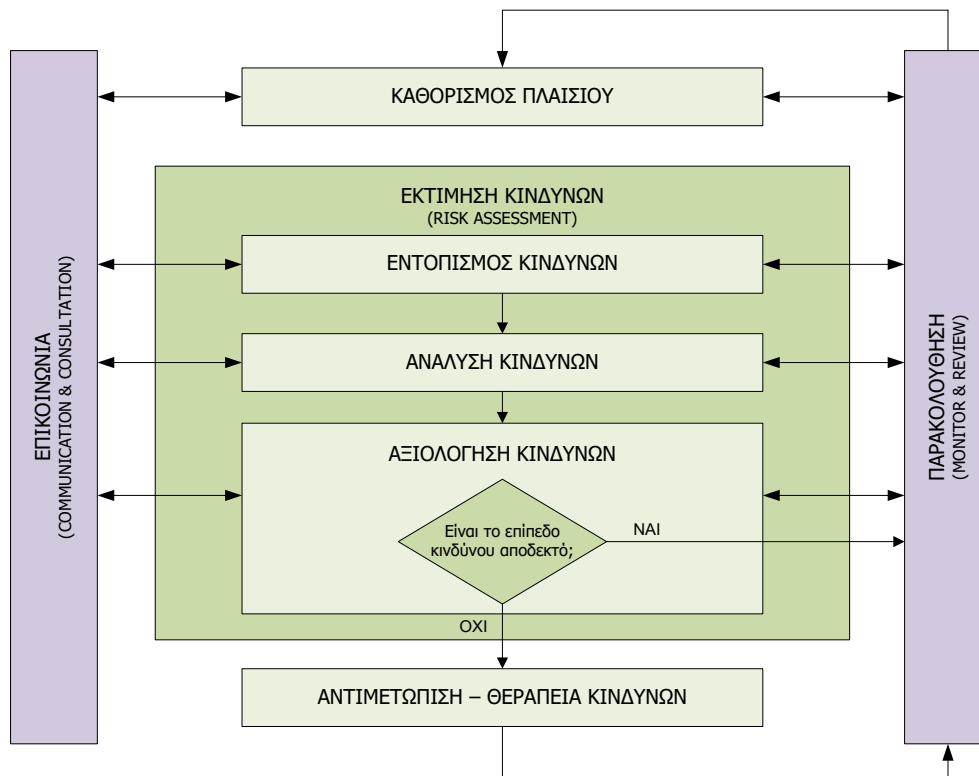 ΚΑΘΟΡΙΣΜΟΣ ΠΛΑΙΣΙΟΥ
ΕΠΙΚΟΙΝΩΝΙΑ
(COMMUNICATION & CONSULTATION)
ΕΚΤΙΜΗΣΗ ΚΙΝΔΥΝΩΝ
(RISK ASSESSMENT)
ΕΝΤΟΠΙΣΜΟΣ ΚΙΝΔΥΝΩΝ
ΑΝΑΛΥΣΗ ΚΙΝΔΥΝΩΝ
ΑΞΙΟΛΟΓΗΣΗ ΚΙΝΔΥΝΩΝ
Είναι το επίπεδο
κινδύνου αποδεκτό;
ΝΑΙ
ΟΧΙ
ΑΝΤΙΜΕΤΩΠΙΣΗ – ΘΕΡΑΠΕΙΑ ΚΙΝΔΥΝΩΝ
ΠΑΡΑΚΟΛΟΥΘΗΣΗ
(MONITOR & REVIEW)